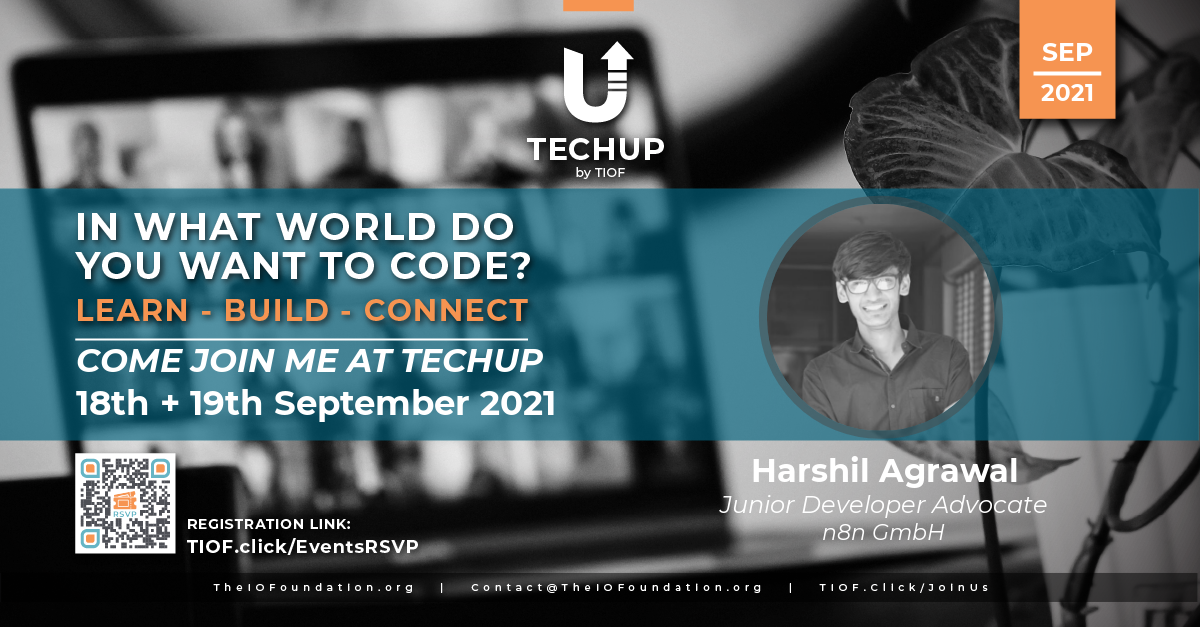 SEP
2021
TECHUP
by TIOF
IN WHAT WORLD DO
YOU WANT TO CODE?
LEARN - BUILD - CONNECT
COME JOIN ME AT TECHUP
18th + 19th September 2021
RSVP
REGISTRATION LINK:
TIOF.click/EventsRSVP
Harshil Agrawal
Junior Developer Advocate
n8n GmbH
TheIOFoundation.org | Contact@TheIOFoundation.org | TIOF.Click/JoinUs